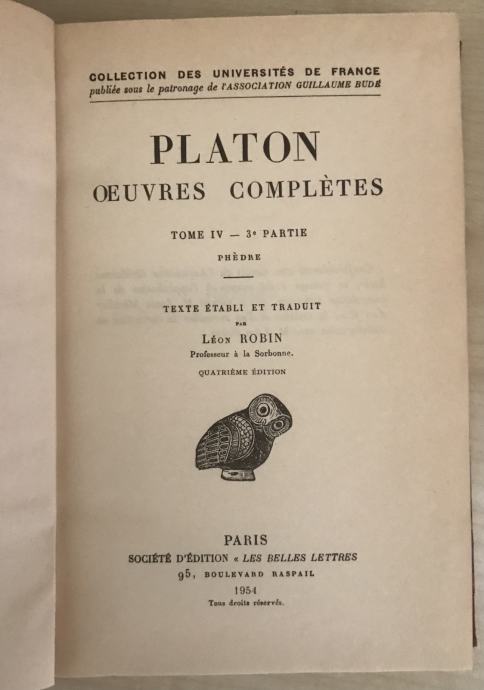 COLLECTION DES UNIVERSITÉS DE FRANCE
publiée sous le patronage de l'ASSOCIATION GUILLAUME BUDÉ
PLATON
OEUVRES COMPLÈTES
TOME IV — 3e PARTIE
PHÈDRE
TEXTE ÉTABLI ET TRADUIT
PAR
LÉON ROBIN
Professeur à la Sorbonne.
QUATRIÈME ÉDITION
PARIS
SOCIÉTÉ D'ÉDITION « LES BELLES LETTRES
95, BOULEVARD RASPAIL
1954
Tous droits réservés.